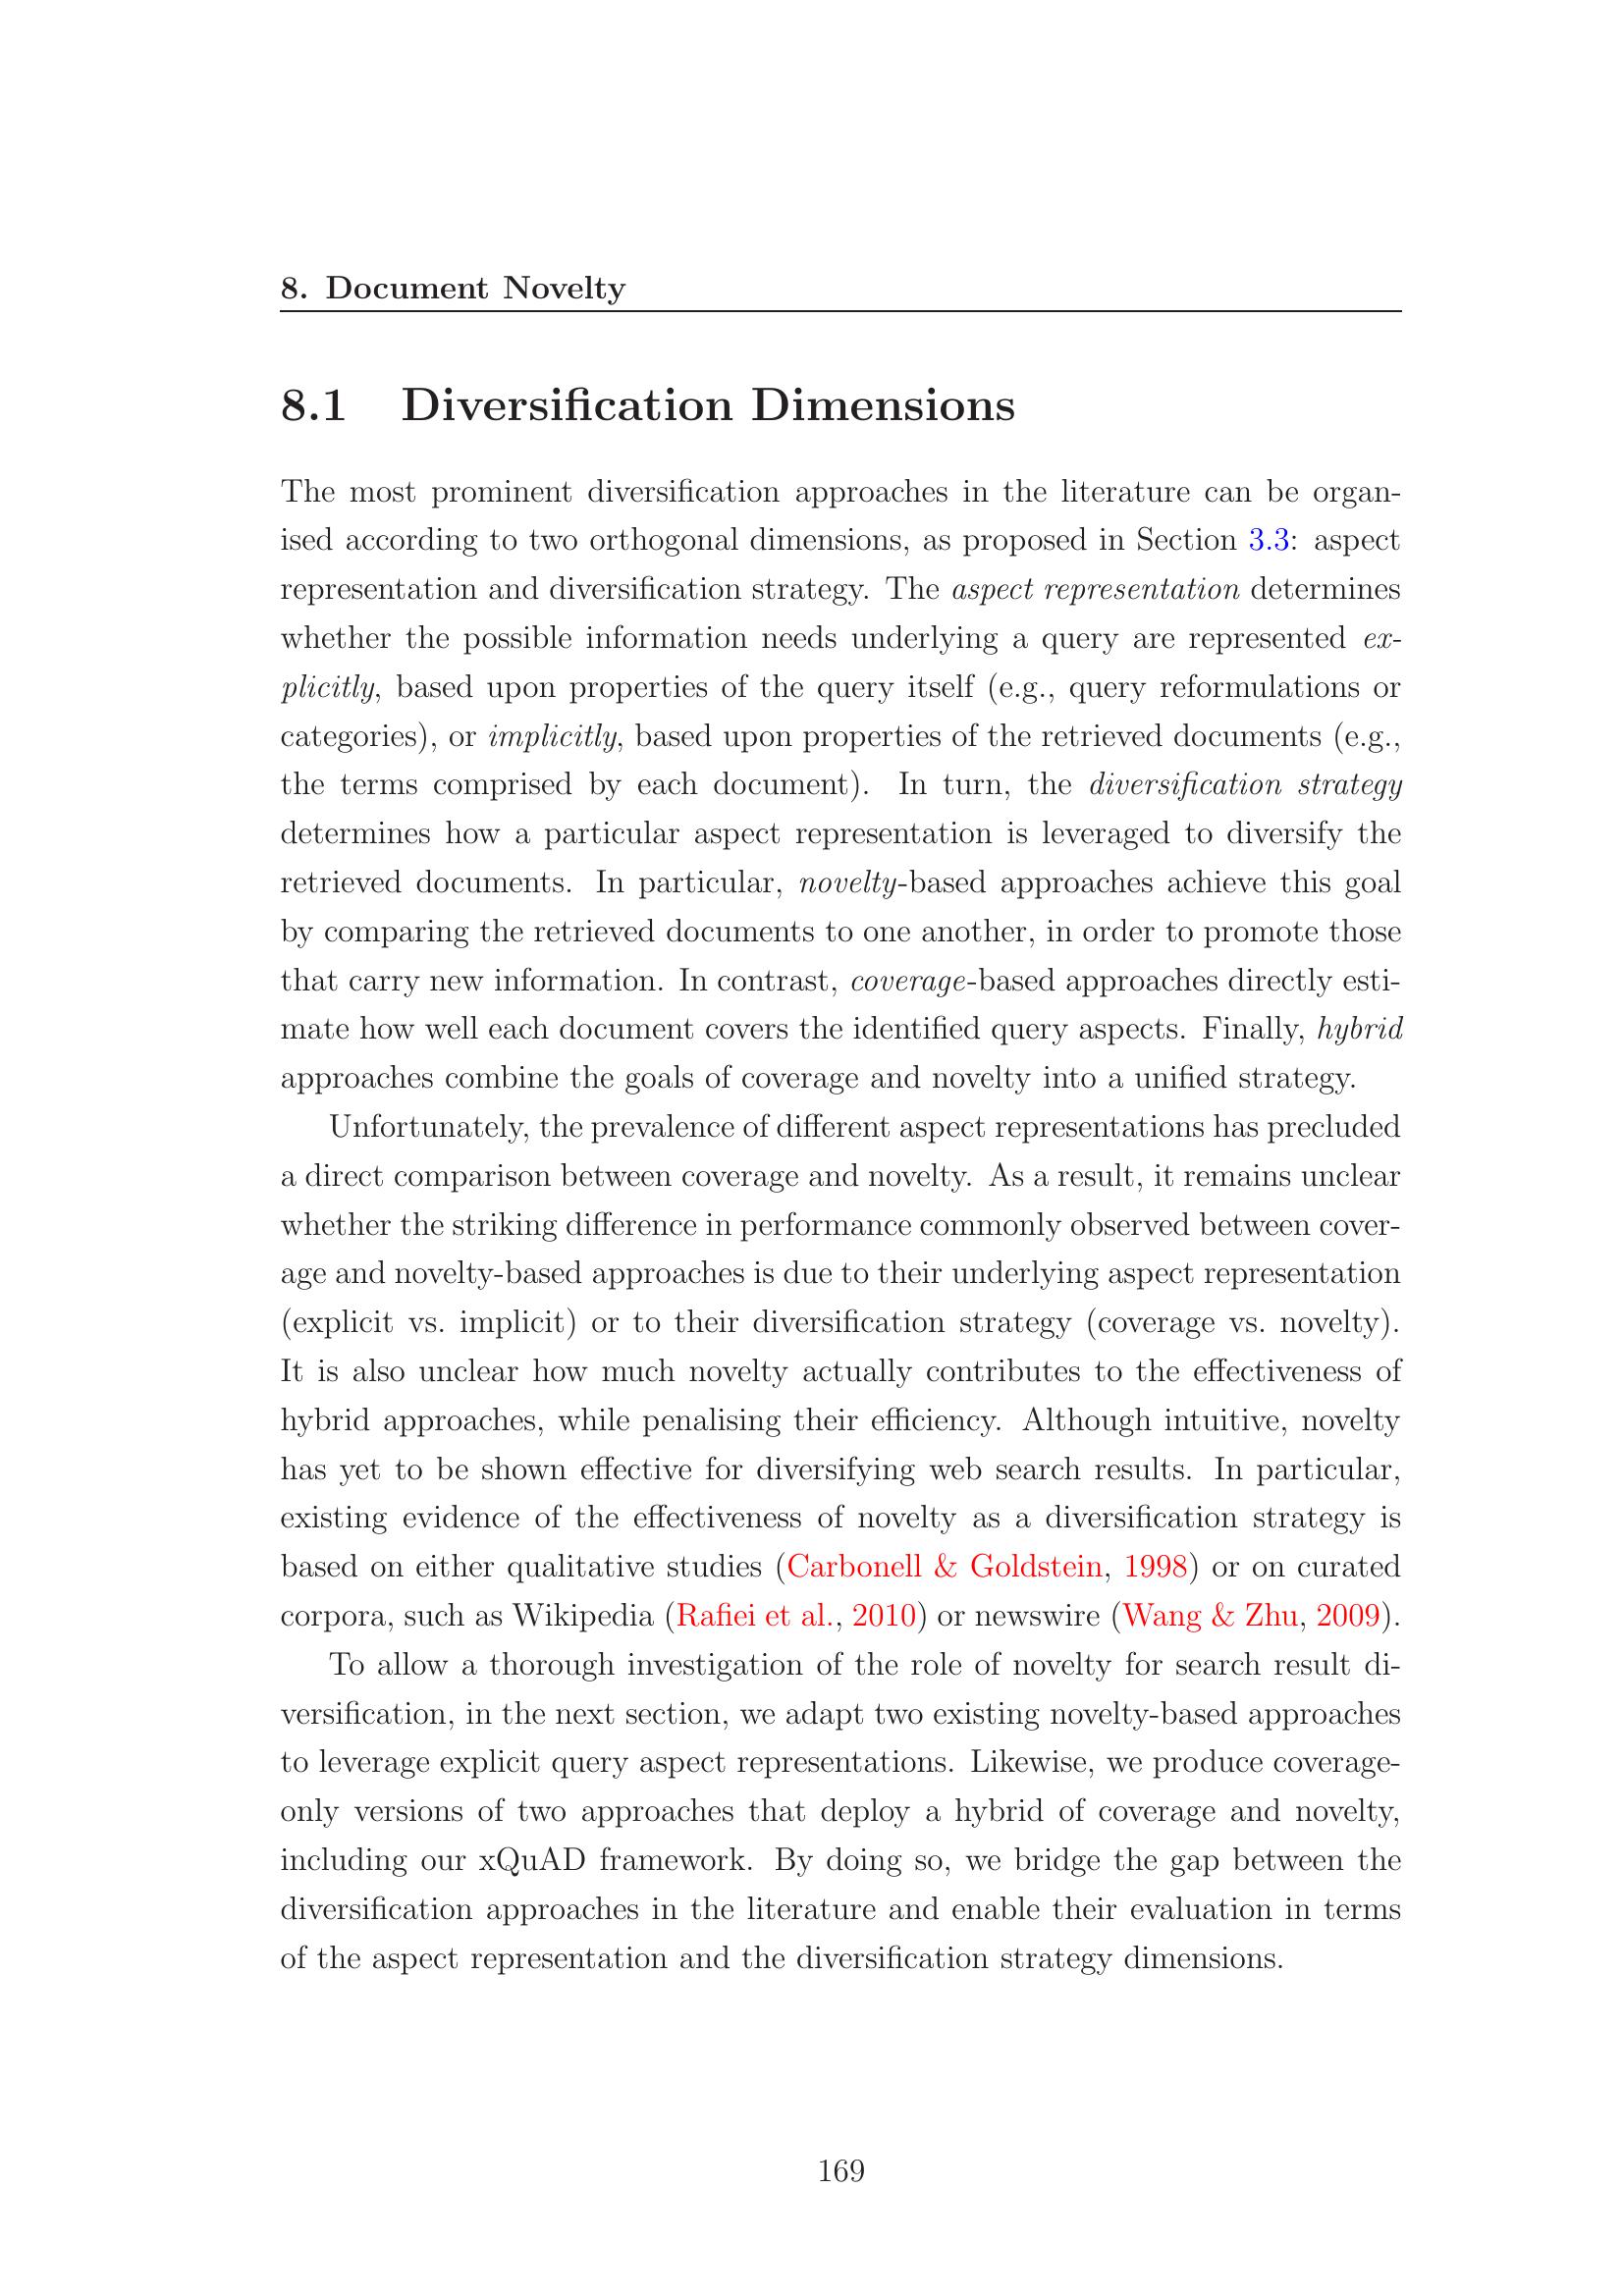 8. Document Novelty
8.1 Diversification Dimensions
The most prominent diversification approaches in the literature can be organ-
ised according to two orthogonal dimensions, as proposed in Section 3.3: aspect
representation and diversification strategy. The aspect representation determines
whether the possible information needs underlying a query are represented ex-
plicitly, based upon properties of the query itself (e.g., query reformulations or
categories), or implicitly, based upon properties of the retrieved documents (e.g.,
the terms comprised by each document). In turn, the diversification strategy
determines how a particular aspect representation is leveraged to diversify the
retrieved documents. In particular, novelty-based approaches achieve this goal
by comparing the retrieved documents to one another, in order to promote those
that carry new information. In contrast, coverage-based approaches directly esti-
mate how well each document covers the identified query aspects. Finally, hybrid
approaches combine the goals of coverage and novelty into a unified strategy.
Unfortunately, the prevalence of different aspect representations has precluded
a direct comparison between coverage and novelty. As a result, it remains unclear
whether the striking difference in performance commonly observed between cover-
age and novelty-based approaches is due to their underlying aspect representation
(explicit vs. implicit) or to their diversification strategy (coverage vs. novelty).
It is also unclear how much novelty actually contributes to the effectiveness of
hybrid approaches, while penalising their efficiency. Although intuitive, novelty
has yet to be shown effective for diversifying web search results. In particular,
existing evidence of the effectiveness of novelty as a diversification strategy is
based on either qualitative studies (Carbonell & Goldstein, 1998) or on curated
corpora, such as Wikipedia (Rafiei et al., 2010) or newswire (Wang & Zhu, 2009).
To allow a thorough investigation of the role of novelty for search result di-
versification, in the next section, we adapt two existing novelty-based approaches
to leverage explicit query aspect representations. Likewise, we produce coverage-
only versions of two approaches that deploy a hybrid of coverage and novelty,
including our xQuAD framework. By doing so, we bridge the gap between the
diversification approaches in the literature and enable their evaluation in terms
of the aspect representation and the diversification strategy dimensions.
169